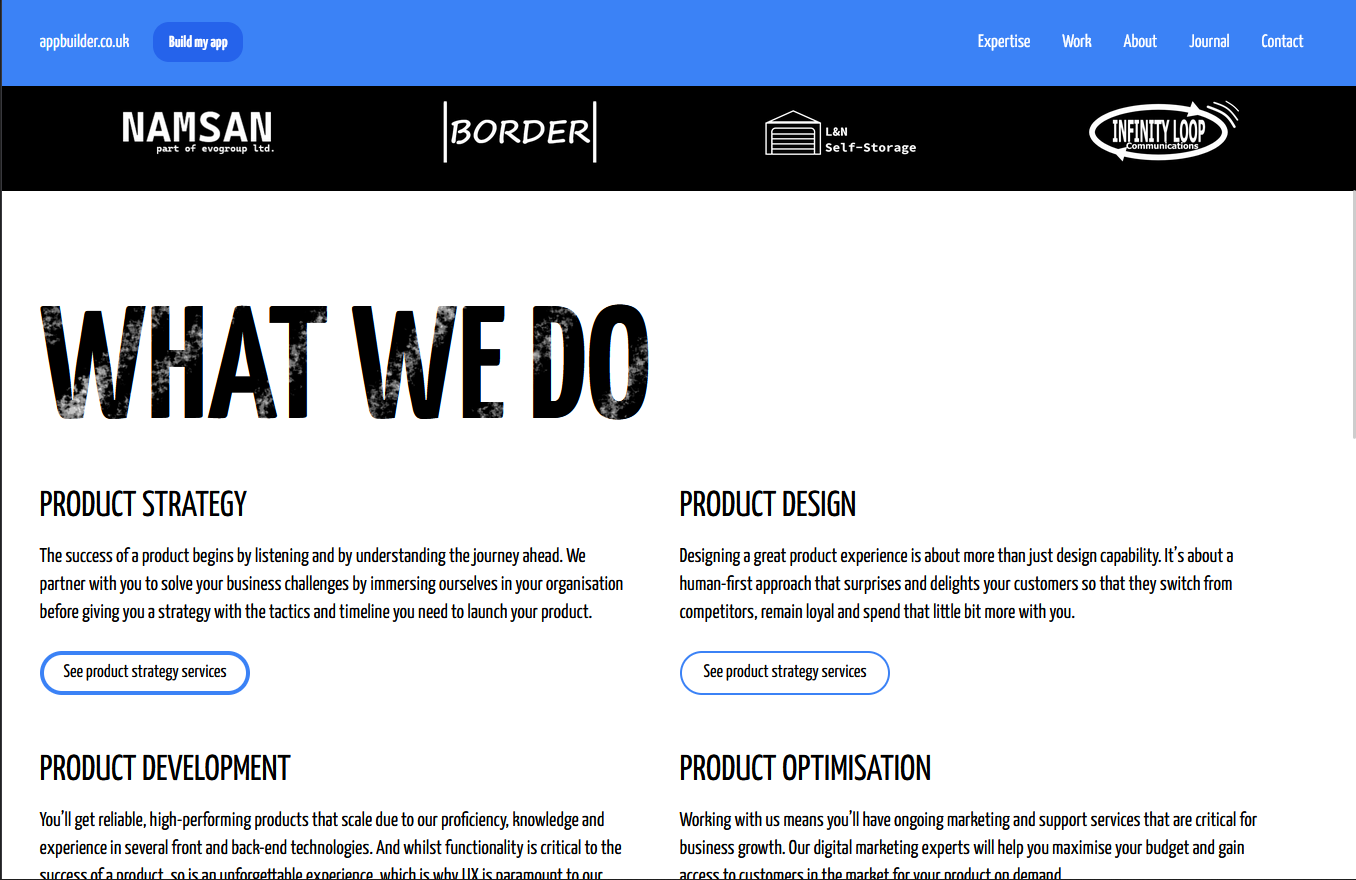 appbuilder.co.uk
Build my app
Expertise
Work
About
Journal
Contact
NAMSAN
part of evogroup ltd.
BORDER
L&N
Self-Storage
INFINITY LOOP
Communications
WHAT WE DO
PRODUCT STRATEGY
The success of a product begins by listening and by understanding the journey ahead. We
partner with you to solve your business challenges by immersing ourselves in your organisation
before giving you a strategy with the tactics and timeline you need to launch your product.
See product strategy services
PRODUCT DESIGN
Designing a great product experience is about more than just design capability. It’s about a
human-first approach that surprises and delights your customers so that they switch from
competitors, remain loyal and spend that little bit more with you.
See product strategy services
PRODUCT DEVELOPMENT
You’ll get reliable, high-performing products that scale due to our proficiency, knowledge and
experience in several front and back-end technologies. And whilst functionality is critical to the
success of a product, so is an unforgettable experience, which is why UX is paramount to our
PRODUCT OPTIMISATION
Working with us means you’ll have ongoing marketing and support services that are critical for
business growth. Our digital marketing experts will help you maximise your budget and gain
access to customers in the market for your product on demand.